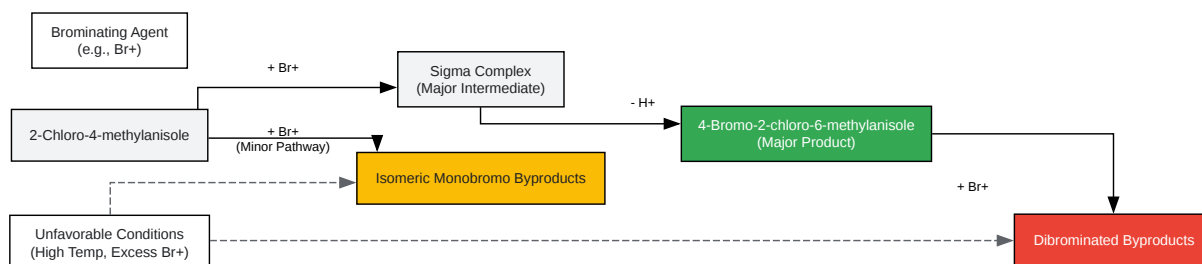 Brominating Agent
(e.g., Br+)
+ Br+
Sigma Complex
(Major Intermediate)
- H+
2-Chloro-4-methylanisole
+ Br+
(Minor Pathway)
4-Bromo-2-chloro-6-methylanisole
(Major Product)
Isomeric Monobromo Byproducts
+ Br+
Unfavorable Conditions
(High Temp, Excess Br+)
Dibrominated Byproducts